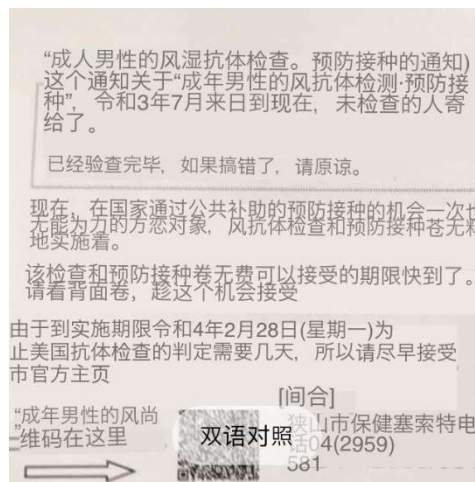 “成人男性的风湿抗体检查。预防接种的通知)
这个通知关于“成年男性的风抗体检测·预防接
种”，令和3年7月来日到现在，未检查的人寄
给了。
已经验查完毕，如果搞错了，请原谅。
现在，在国家通过公共补助的预防接种的机会一次也
无能为力的方恋对象，风抗体检查和预防接种苍无料
地实施着。
该检查和预防接种卷无费可以接受的期限快到了。
请看背面卷，趁这个机会接受
由于到实施期限令和4年2月28日(星期一)为
止美国抗体检查的判定需要几天，所以请尽早接受
市官方主页
[间合]
“成年男性的风尚
”维码在这里
双语对照
狭山市保健塞索特电
话04(2959)
581